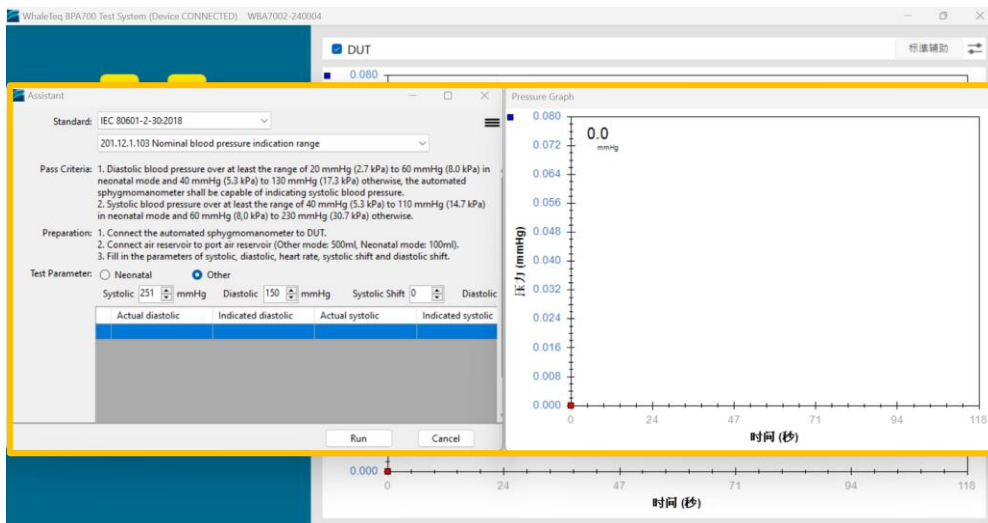 WhaleTeq BPA700 Test System (Device CONNECTED) WBA7002-240004
DUT
标准辅助
0.080
Assistant
Standard: IEC 80601-2-30:2018
201.12.1.103 Nominal blood pressure indication range
Pass Criteria: 1. Diastolic blood pressure over at least the range of 20 mmHg (2.7 kPa) to 60 mmHg (8.0 kPa) in
neonatal mode and 40 mmHg (5.3 kPa) to 130 mmHg (17.3 kPa) otherwise, the automated
sphygmomanometer shall be capable of indicating systolic blood pressure.
2. Systolic blood pressure over at least the range of 40 mmHg (5.3 kPa) to 110 mmHg (14.7 kPa)
in neonatal mode and 60 mmHg (8,0 kPa) to 230 mmHg (30.7 kPa) otherwise.
Preparation: 1. Connect the automated sphygmomanometer to DUT.
2. Connect air reservoir to port air reservoir (Other mode: 500ml, Neonatal mode: 100ml).
3. Fill in the parameters of systolic, diastolic, heart rate, systolic shift and diastolic shift.
Test Parameter: Neonatal Other
Systolic 251 mmHg Diastolic 150 mmHg Systolic Shift 0 Diastolic
Actual diastolic Indicated diastolic Actual systolic Indicated systolic
Run Cancel
Pressure Graph
0.080
0.0
mmHg
0.072
0.064
0.056
0.048
0.040
0.032
0.024
0.016
0.008
0.000
压力 (mmHg)
0 24 47 71 94 118
时间 (秒)
0.000
0 24 47 71 94 118
时间 (秒)